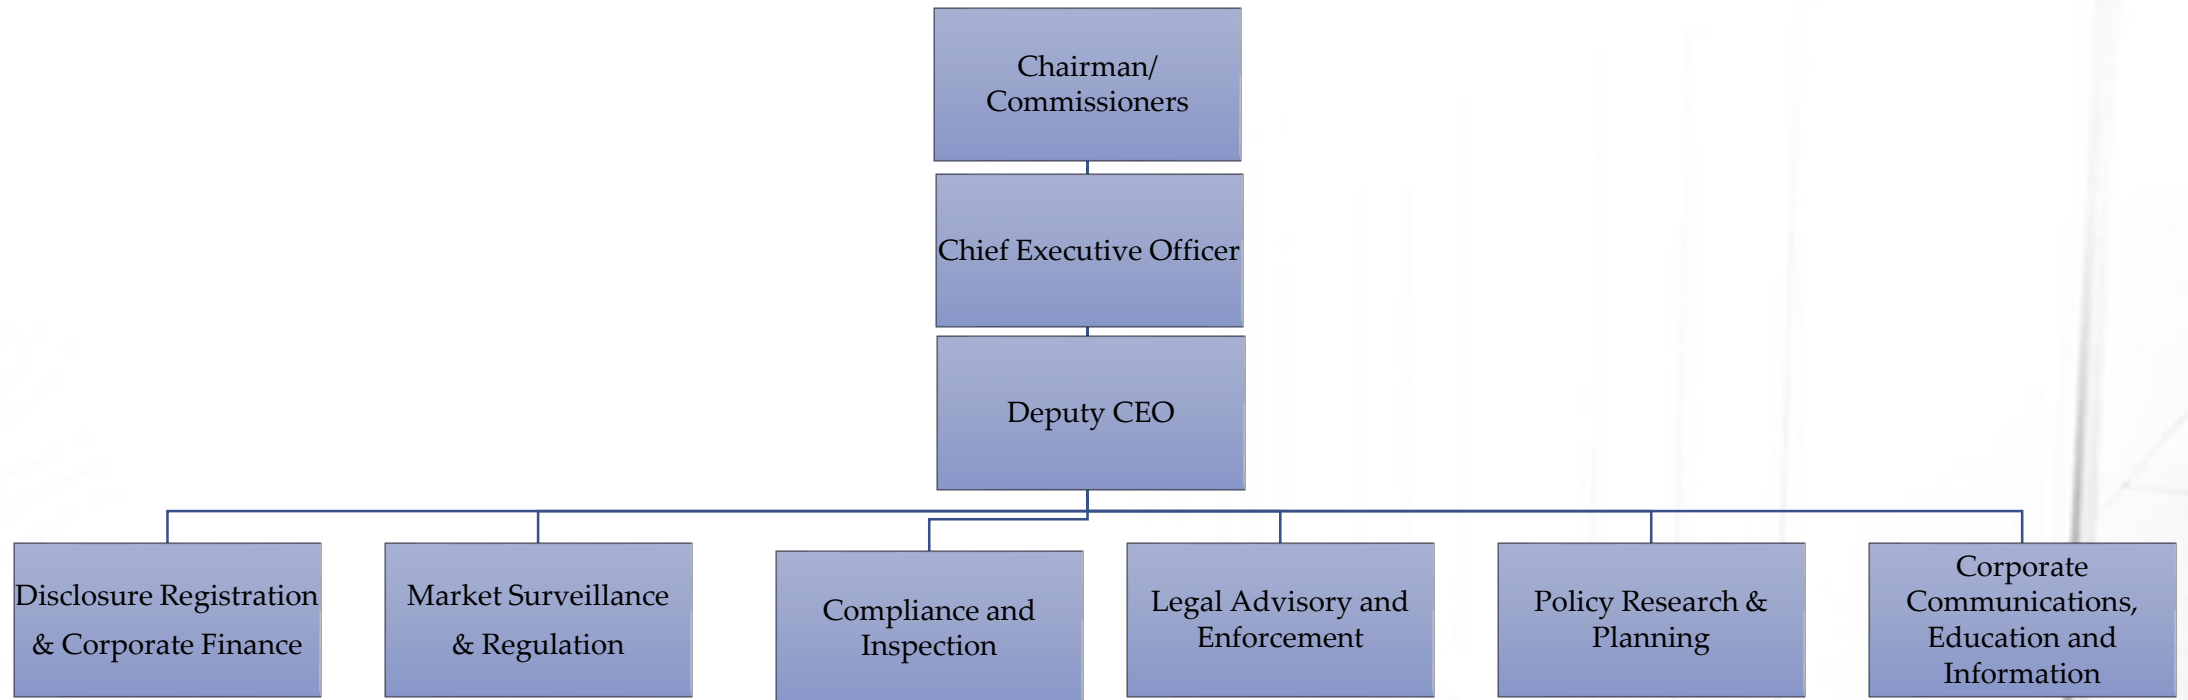 Chairman/
Commissioners
Chief Executive Officer
Deputy CEO
Disclosure Registration
& Corporate Finance
Market Surveillance
& Regulation
Compliance and
Inspection
Legal Advisory and
Enforcement
Policy Research &
Planning
Corporate
Communications,
Education and
Information